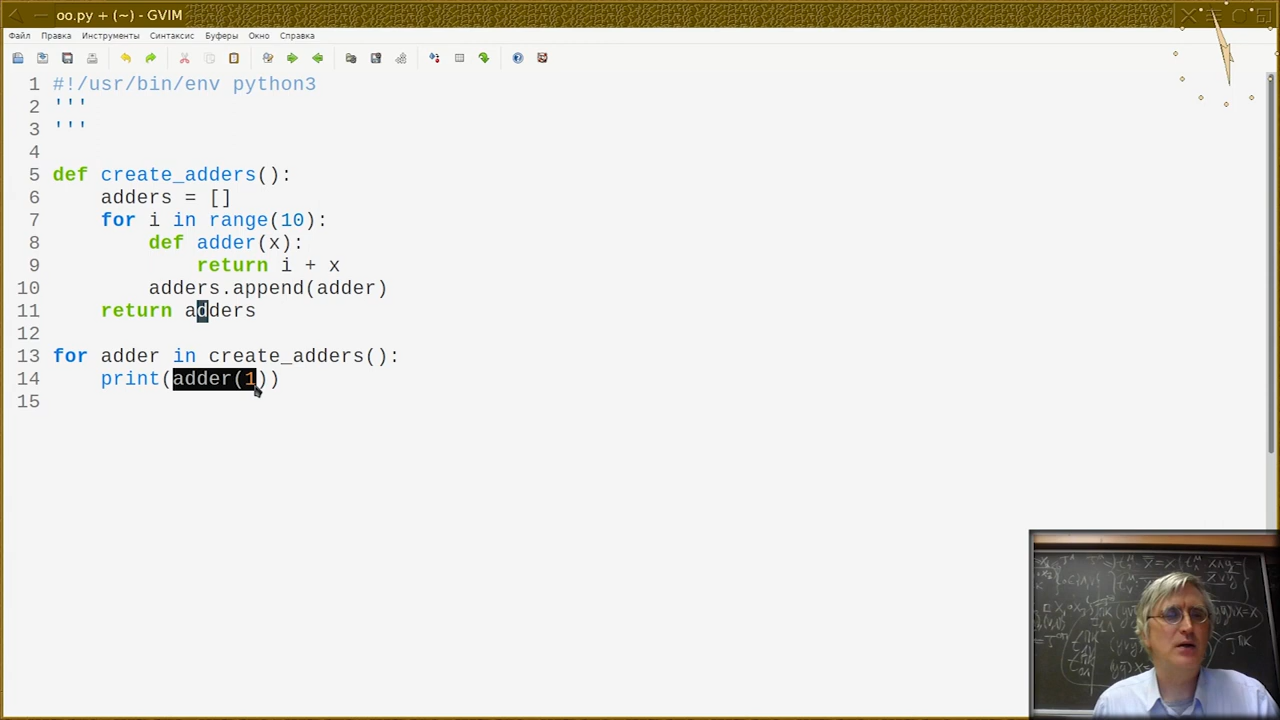 oo.py + (~) - GVIM
Файл Правка Инструменты Синтаксис Буферы Окно Справка
1 #!/usr/bin/env python3
2 '''
3 '''
4
5 def create_adders():
6     adders = []
7     for i in range(10):
8         def adder(x):
9             return i + x
10         adders.append(adder)
11     return adders
12
13 for adder in create_adders():
14     print(adder(1))
15